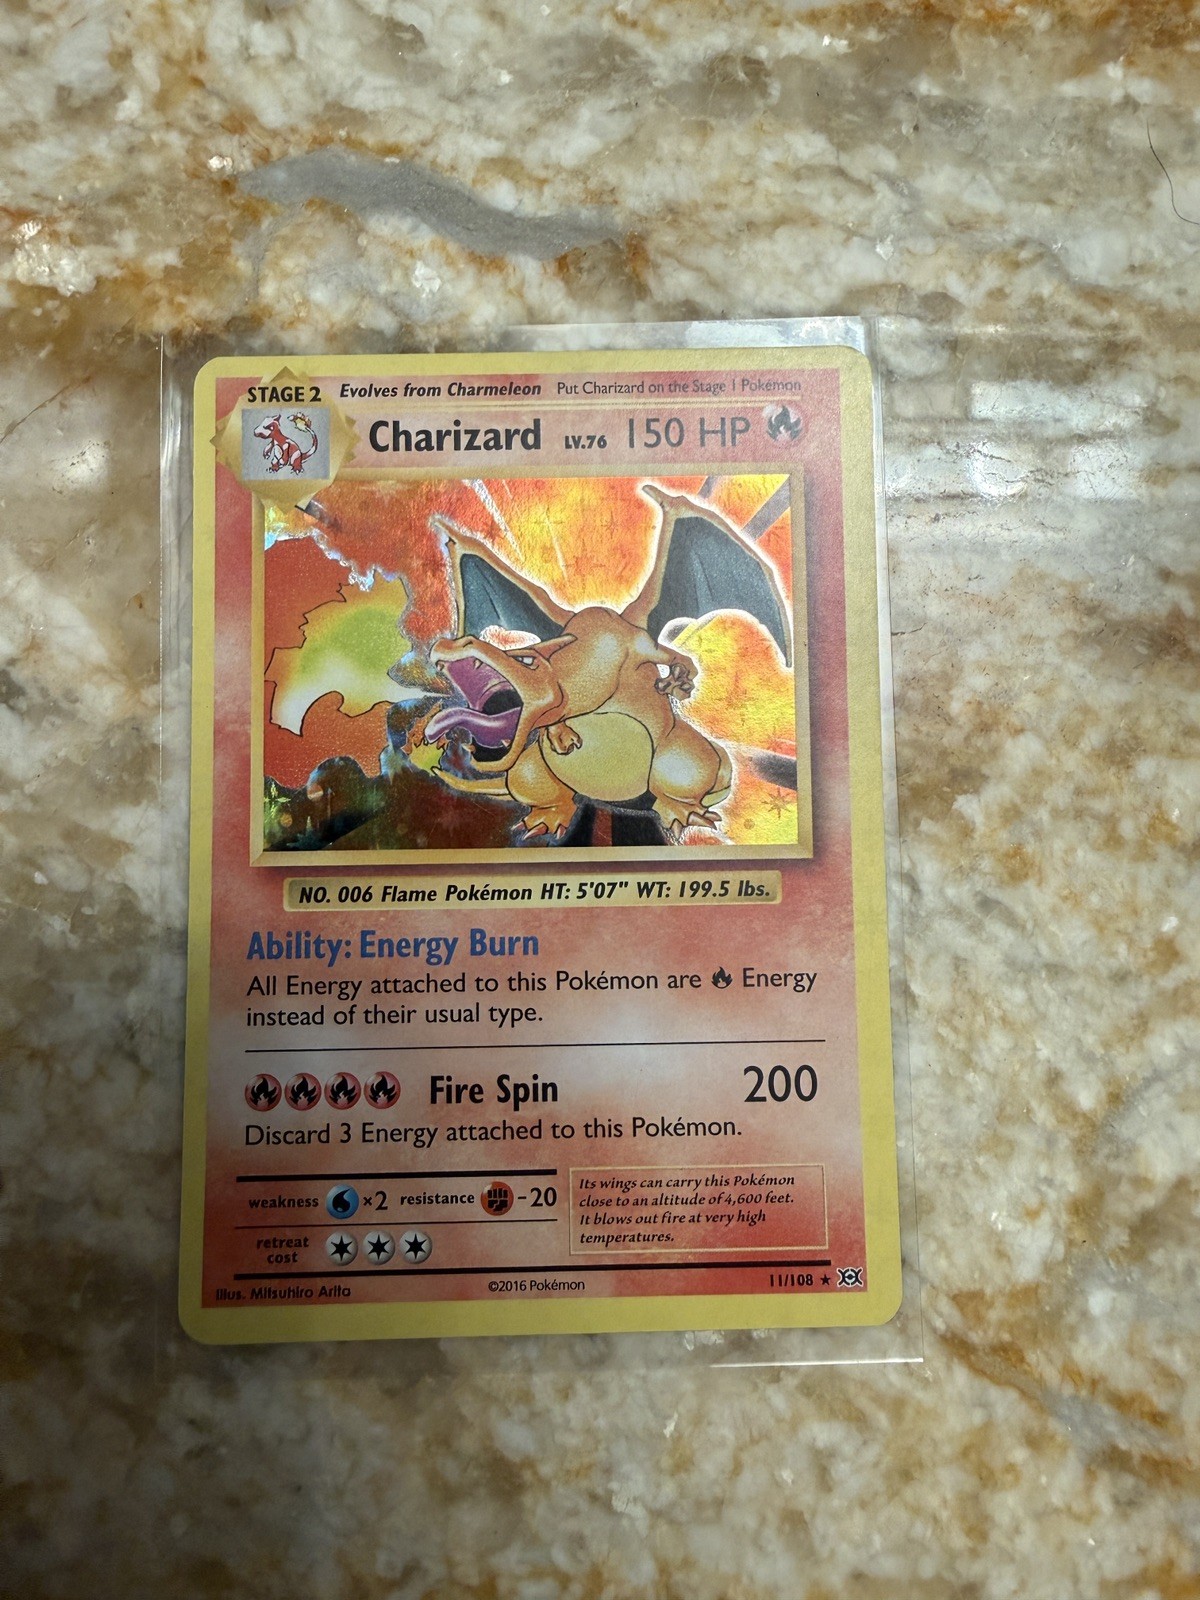 STAGE 2 Evolves from Charmeleon Put Charizard on the Stage 1 Pokémon
Charizard LV.76 150 HP
NO. 006 Flame Pokémon HT: 5'07" WT: 199.5 lbs.
Ability: Energy Burn
All Energy attached to this Pokémon are Energy
instead of their usual type.
Fire Spin 200
Discard 3 Energy attached to this Pokémon.
weakness ×2 resistance -20
retreat
cost
Its wings can carry this Pokémon
close to an altitude of 4,600 feet.
It blows out fire at very high
temperatures.
Illus. Mitsuhiro Arita ©2016 Pokémon 11/108 ★